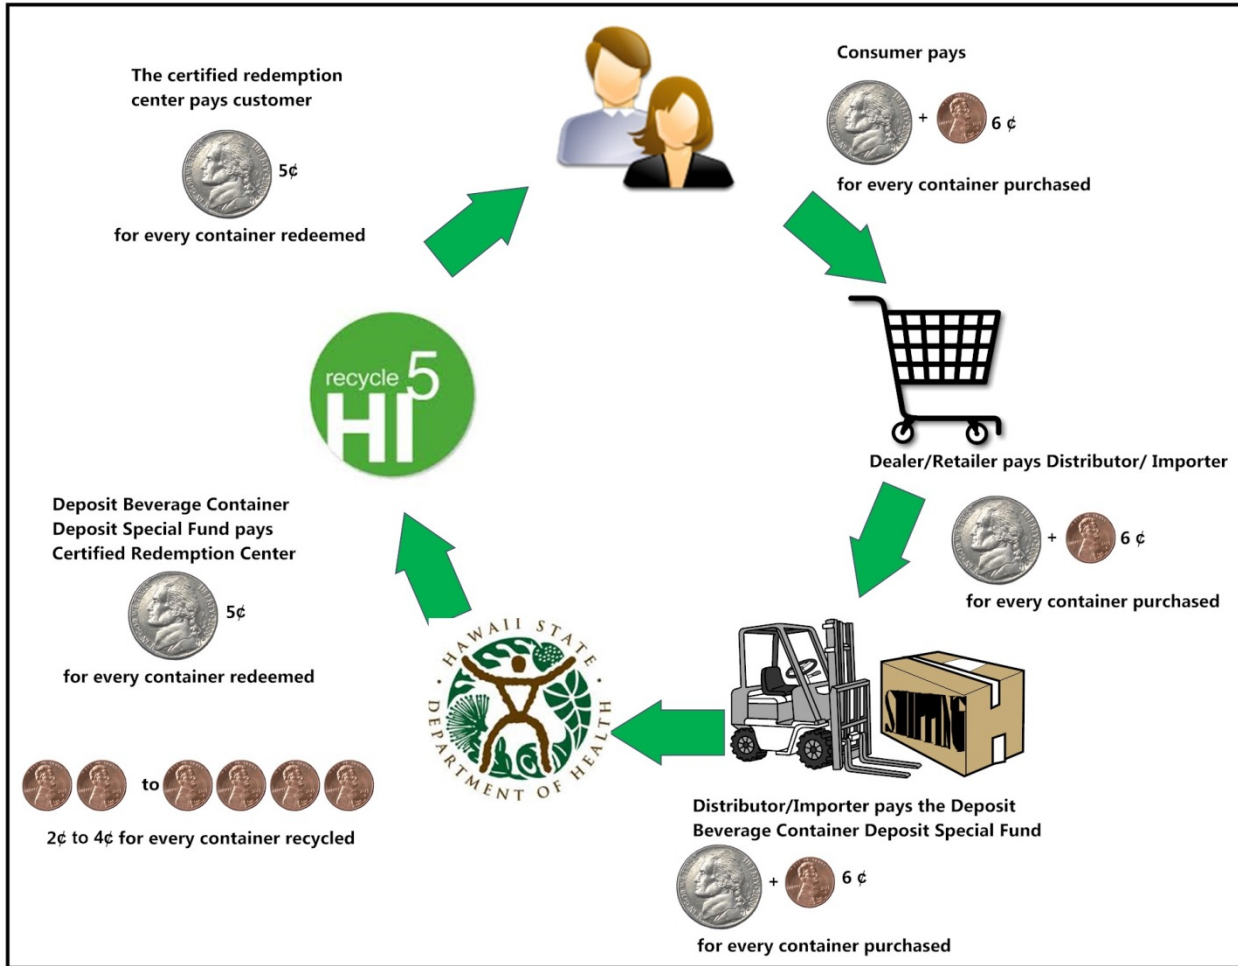 The certified redemption
center pays customer
5¢
for every container redeemed
Consumer pays
+
6 ¢
for every container purchased
recycle 5
HI
Dealer/Retailer pays Distributor/ Importer
+
6 ¢
for every container purchased
Deposit Beverage Container
Deposit Special Fund pays
Certified Redemption Center
5¢
for every container redeemed
to
2¢ to 4¢ for every container recycled
HAWAII STATE
DEPARTMENT OF HEALTH
SHIPPING
Distributor/Importer pays the Deposit
Beverage Container Deposit Special Fund
+
6 ¢
for every container purchased